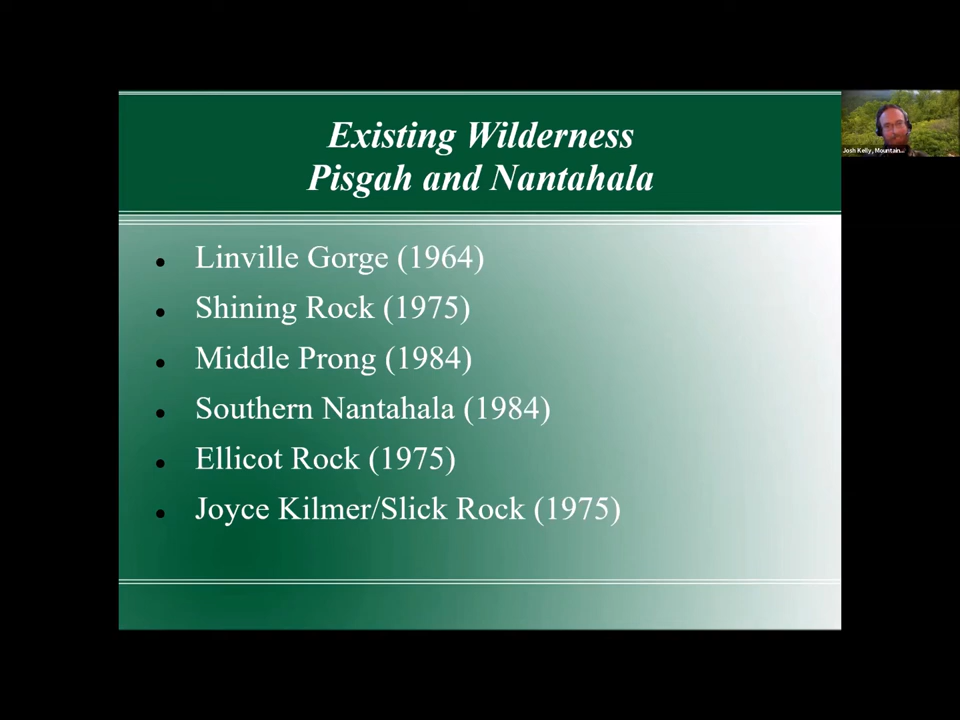 Existing Wilderness
Pisgah and Nantahala
Josh Kelly, Mountain...
Linville Gorge (1964)
Shining Rock (1975)
Middle Prong (1984)
Southern Nantahala (1984)
Ellicot Rock (1975)
Joyce Kilmer/Slick Rock (1975)